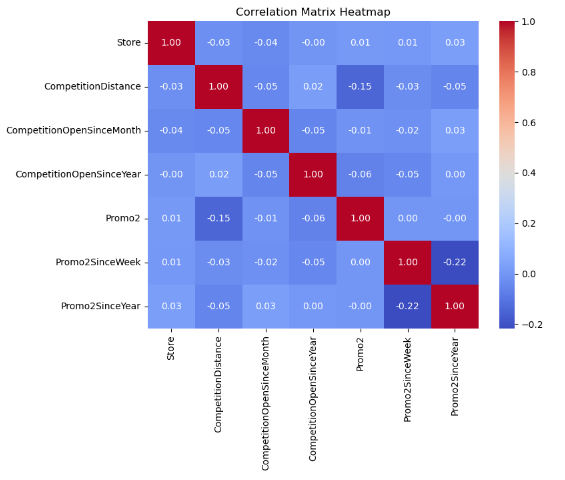 Correlation Matrix Heatmap
Store 1.00 -0.03 -0.04 -0.00 0.01 0.01 0.03
CompetitionDistance -0.03 1.00 -0.05 0.02 -0.15 -0.03 -0.05
CompetitionOpenSinceMonth -0.04 -0.05 1.00 -0.05 -0.01 -0.02 0.03
CompetitionOpenSinceYear -0.00 0.02 -0.05 1.00 -0.06 -0.05 0.00
Promo2 0.01 -0.15 -0.01 -0.06 1.00 0.00 -0.00
Promo2SinceWeek 0.01 -0.03 -0.02 -0.05 0.00 1.00 -0.22
Promo2SinceYear 0.03 -0.05 0.03 0.00 -0.00 -0.22 1.00
Store
CompetitionDistance
CompetitionOpenSinceMonth
CompetitionOpenSinceYear
Promo2
Promo2SinceWeek
Promo2SinceYear
1.0
0.8
0.6
0.4
0.2
0.0
−0.2